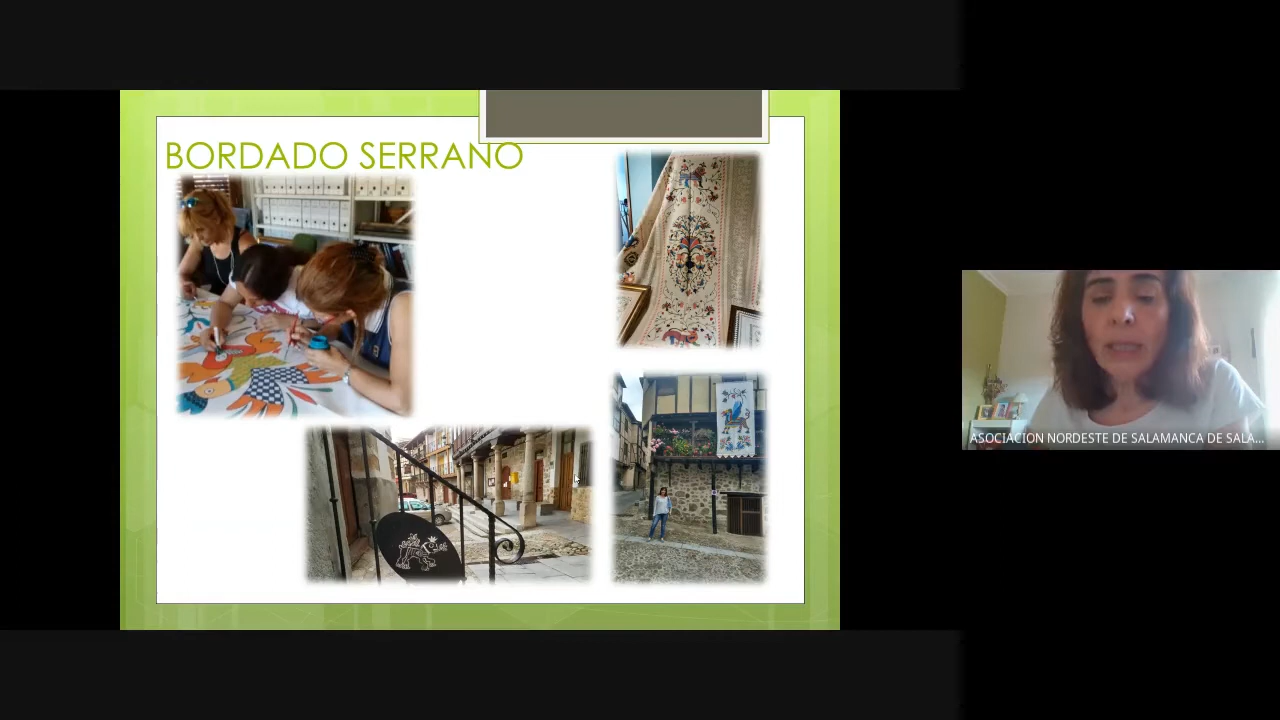 BORDADO SERRANO
ASOCIACION NORDESTE DE SALAMANCA DE SALA...